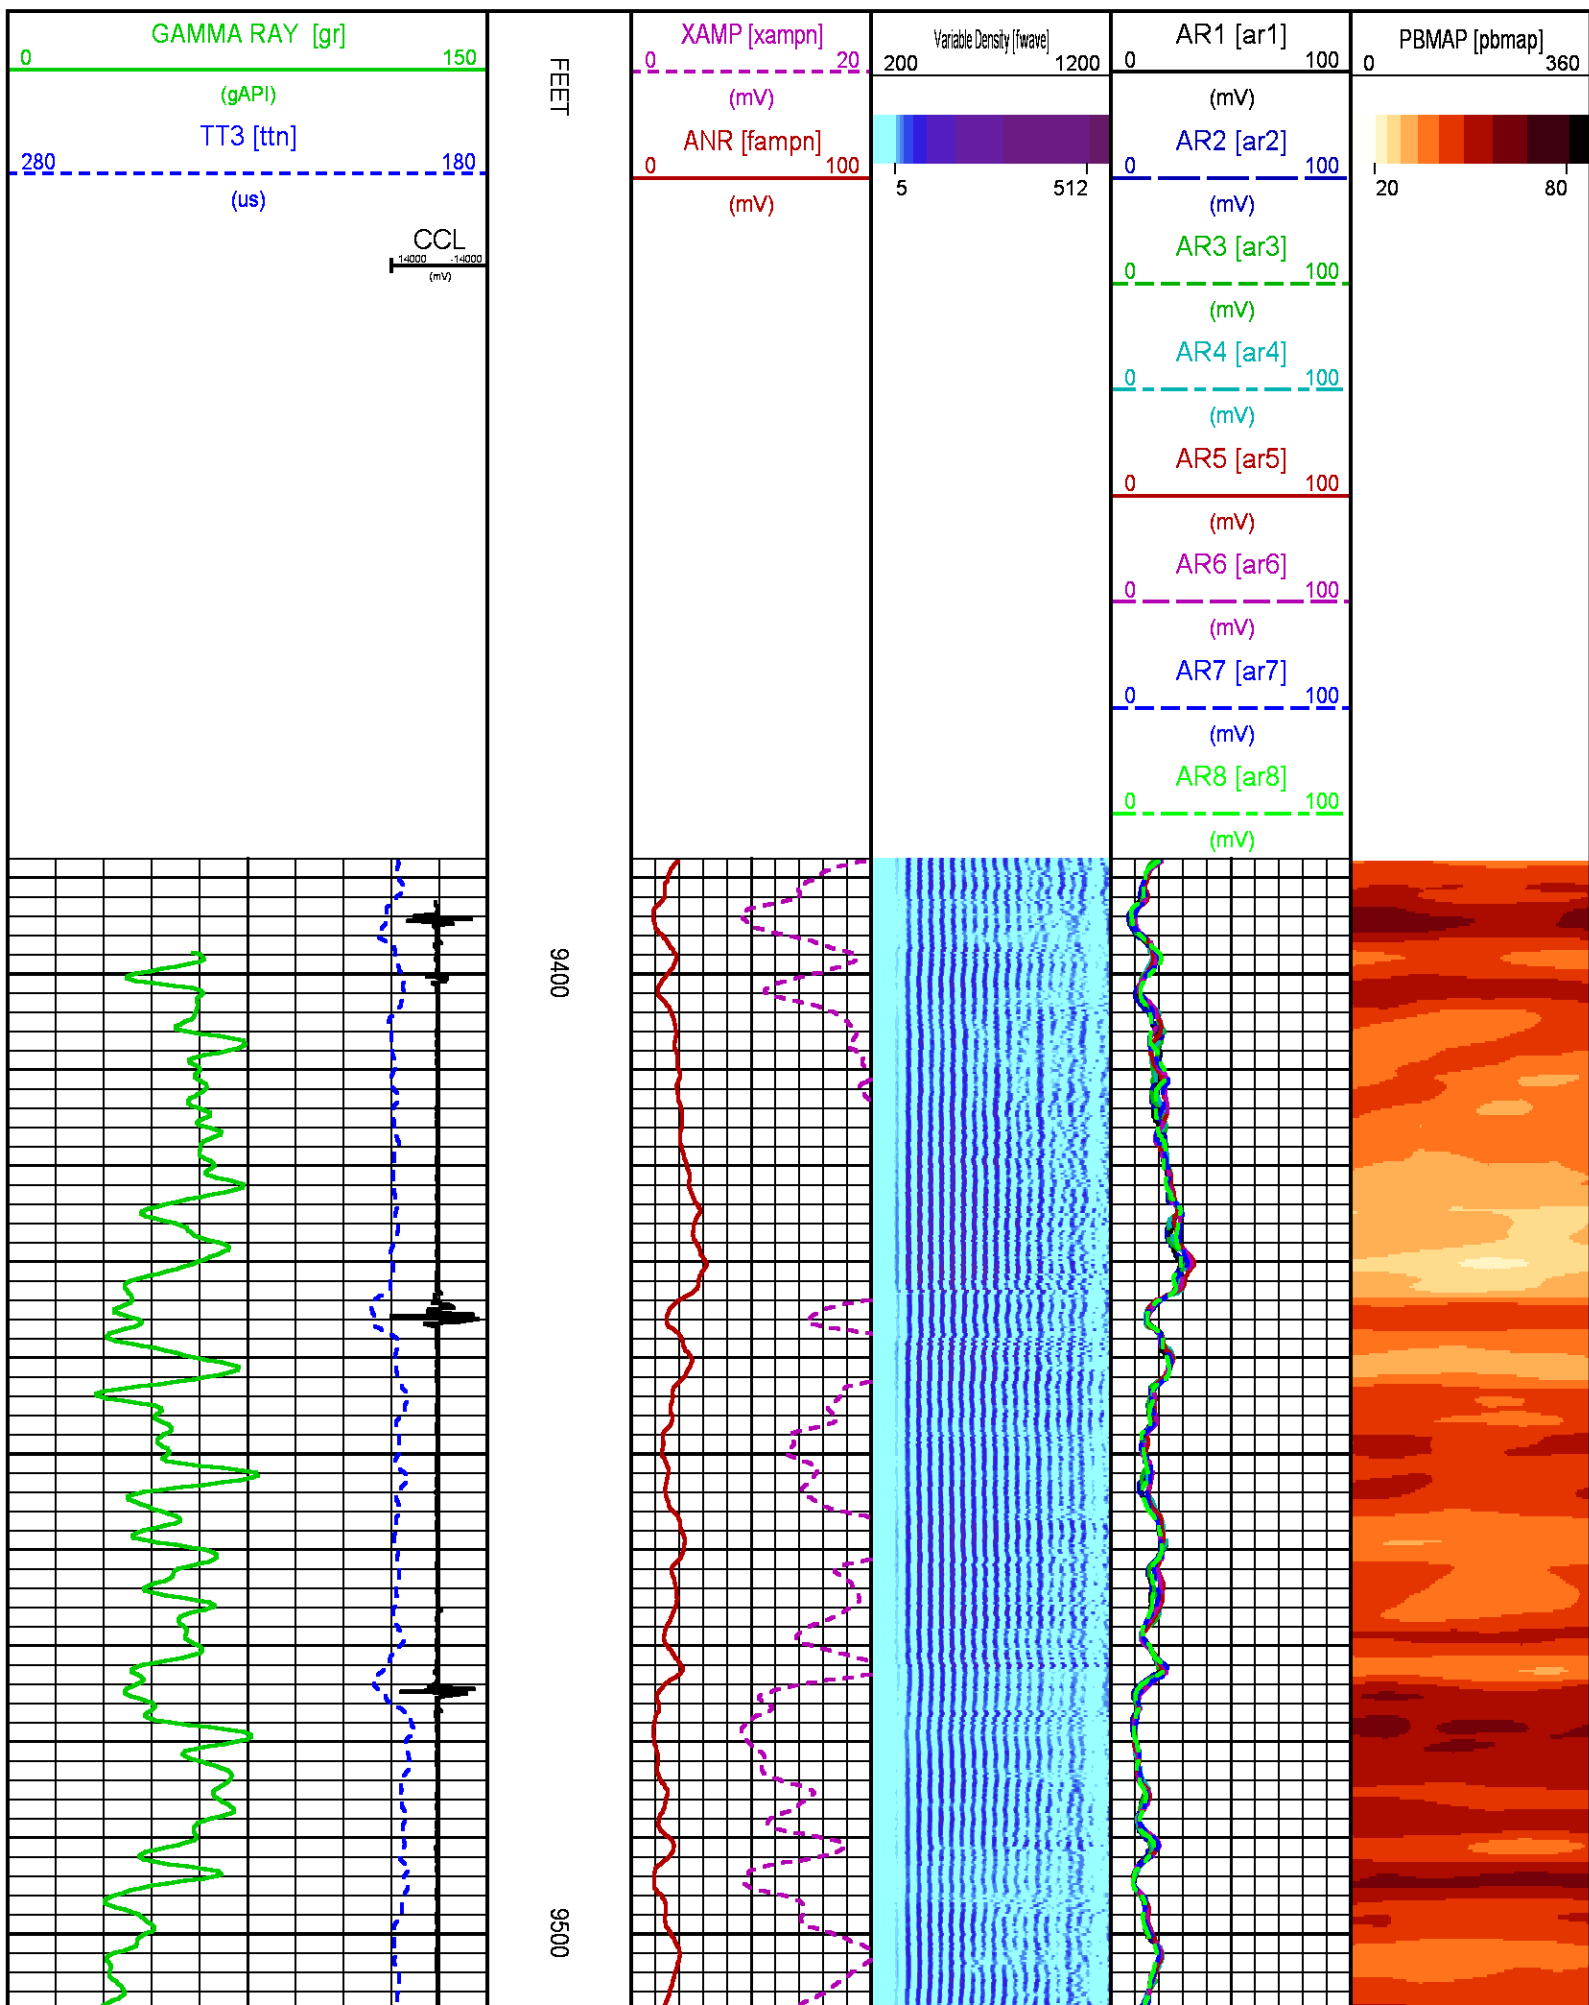 GAMMA RAY [gr]
0 150
(gAPI)
TT3 [ttn]
280 180
(us)
CCL
14000 -14000
(mV)
FEET
9400
9500
XAMP [xampn]
0 20
(mV)
ANR [fampn]
0 100
(mV)
Variable Density [fwave]
200 1200
5 512
AR1 [ar1]
0 100
(mV)
AR2 [ar2]
0 100
(mV)
AR3 [ar3]
0 100
(mV)
AR4 [ar4]
0 100
(mV)
AR5 [ar5]
0 100
(mV)
AR6 [ar6]
0 100
(mV)
AR7 [ar7]
0 100
(mV)
AR8 [ar8]
0 100
(mV)
PBMAP [pbmap]
0 360
20 80